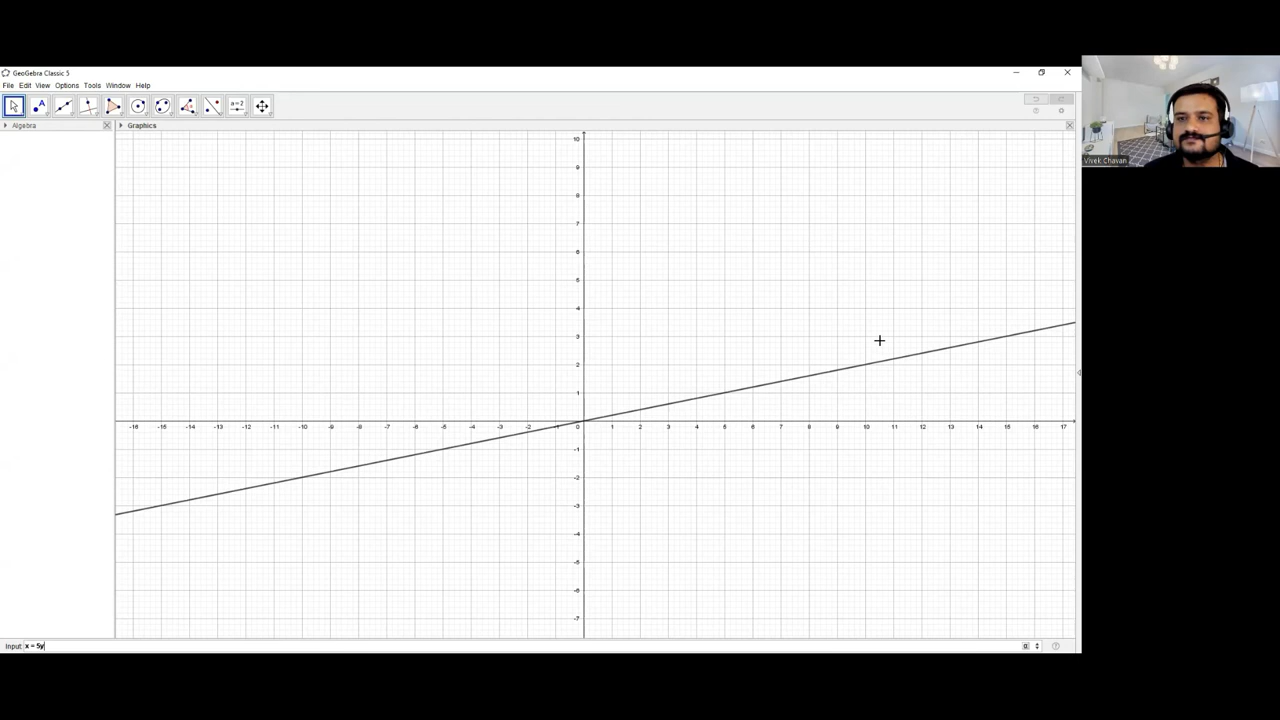 GeoGebra Classic 5
File Edit View Options Tools Window Help
A
a=2
Algebra
Graphics
Vivek Chavan
10
9
8
7
6
5
4
3
2
1
-16 -15 -14 -13 -12 -11 -10 -9 -8 -7 -6 -5 -4 -3 -2 -1 0 1 2 3 4 5 6 7 8 9 10 11 12 13 14 15 16 17
-1
-2
-3
-4
-5
-6
-7
Input: x = 5y
α